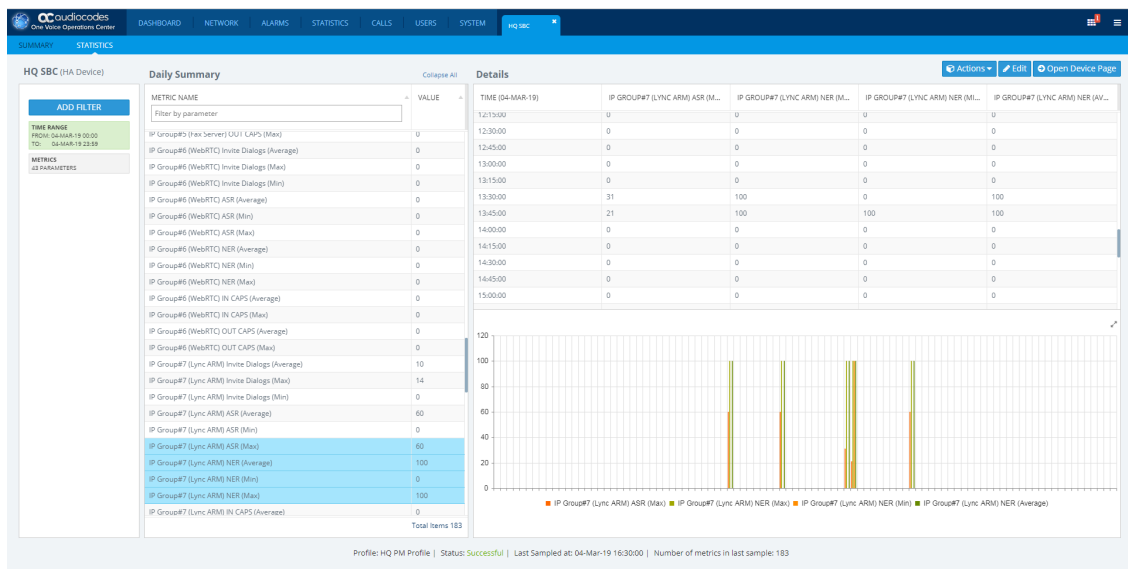 audiocodes
One Voice Operations Center
DASHBOARD NETWORK ALARMS STATISTICS CALLS USERS SYSTEM HQ SBC ×
SUMMARY STATISTICS
HQ SBC (HA Device)
ADD FILTER
TIME RANGE
FROM: 04-MAR-19 00:00
TO: 04-MAR-19 23:59
METRICS
43 PARAMETERS
Daily Summary Collapse All
METRIC NAME VALUE
Filter by parameter
IP Group#5 (Fax Server) OUT CAPS (Max) 0
IP Group#6 (WebRTC) Invite Dialogs (Average) 0
IP Group#6 (WebRTC) Invite Dialogs (Max) 0
IP Group#6 (WebRTC) Invite Dialogs (Min) 0
IP Group#6 (WebRTC) ASR (Average) 0
IP Group#6 (WebRTC) ASR (Min) 0
IP Group#6 (WebRTC) ASR (Max) 0
IP Group#6 (WebRTC) NER (Average) 0
IP Group#6 (WebRTC) NER (Min) 0
IP Group#6 (WebRTC) NER (Max) 0
IP Group#6 (WebRTC) IN CAPS (Average) 0
IP Group#6 (WebRTC) IN CAPS (Max) 0
IP Group#6 (WebRTC) OUT CAPS (Average) 0
IP Group#6 (WebRTC) OUT CAPS (Max) 0
IP Group#7 (Lync ARM) Invite Dialogs (Average) 10
IP Group#7 (Lync ARM) Invite Dialogs (Max) 14
IP Group#7 (Lync ARM) Invite Dialogs (Min) 0
IP Group#7 (Lync ARM) ASR (Average) 60
IP Group#7 (Lync ARM) ASR (Min) 0
IP Group#7 (Lync ARM) ASR (Max) 60
IP Group#7 (Lync ARM) NER (Average) 100
IP Group#7 (Lync ARM) NER (Min) 0
IP Group#7 (Lync ARM) NER (Max) 100
IP Group#7 (Lync ARM) IN CAPS (Average) 0
Total Items 183
Details
Actions Edit Open Device Page
TIME (04-MAR-19) IP GROUP#7 (LYNC ARM) ASR (M... IP GROUP#7 (LYNC ARM) NER (M... IP GROUP#7 (LYNC ARM) NER (MI... IP GROUP#7 (LYNC ARM) NER (AV...
12:15:00 0 0 0 0
12:30:00 0 0 0 0
12:45:00 0 0 0 0
13:00:00 0 0 0 0
13:15:00 0 0 0 0
13:30:00 31 100 0 100
13:45:00 21 100 100 100
14:00:00 0 0 0 0
14:15:00 0 0 0 0
14:30:00 0 0 0 0
14:45:00 0 0 0 0
15:00:00 0 0 0 0
120
100
80
60
40
20
0
IP Group#7 (Lync ARM) ASR (Max) IP Group#7 (Lync ARM) NER (Max) IP Group#7 (Lync ARM) NER (Min) IP Group#7 (Lync ARM) NER (Average)
Profile: HQ PM Profile | Status: Successful | Last Sampled at: 04-Mar-19 16:30:00 | Number of metrics in last sample: 183